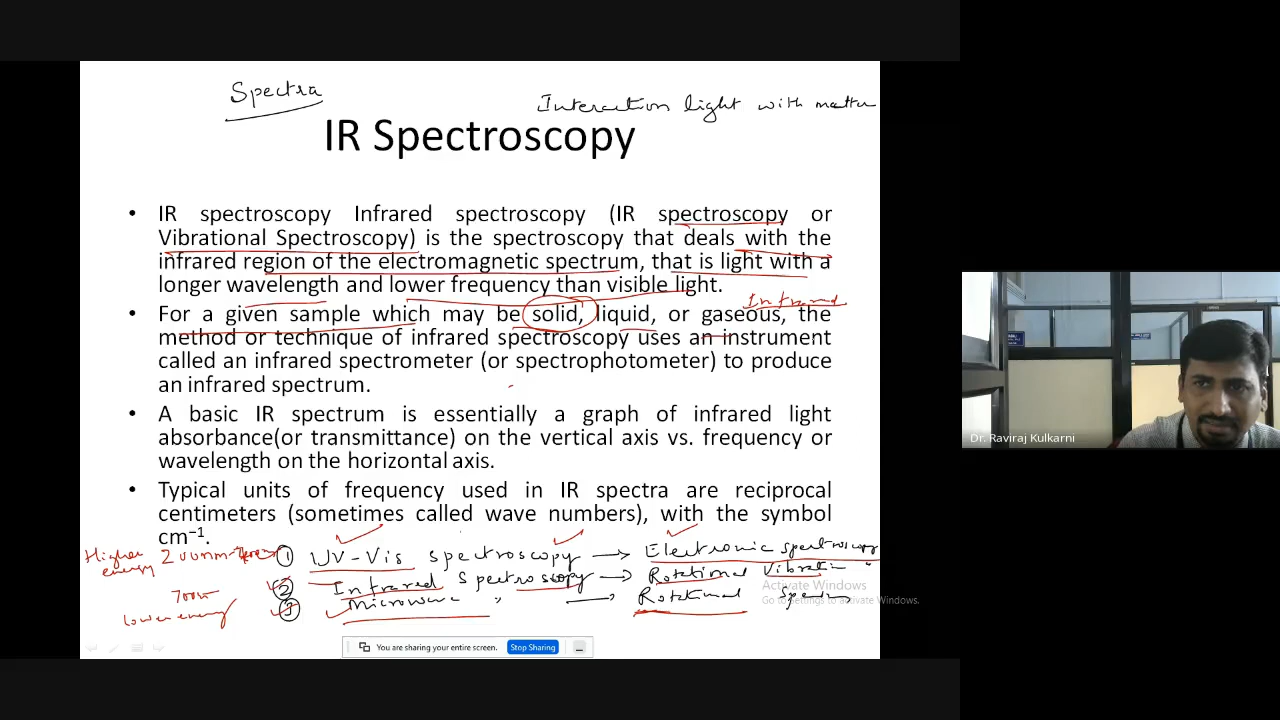 Spectra
Interaction light with matter
IR Spectroscopy
• IR spectroscopy Infrared spectroscopy (IR spectroscopy or
Vibrational Spectroscopy) is the spectroscopy that deals with the
infrared region of the electromagnetic spectrum, that is light with a
longer wavelength and lower frequency than visible light.
Infrared
• For a given sample which may be solid, liquid, or gaseous, the
method or technique of infrared spectroscopy uses an instrument
called an infrared spectrometer (or spectrophotometer) to produce
an infrared spectrum.
• A basic IR spectrum is essentially a graph of infrared light
absorbance(or transmittance) on the vertical axis vs. frequency or
wavelength on the horizontal axis.
• Typical units of frequency used in IR spectra are reciprocal
centimeters (sometimes called wave numbers), with the symbol
cm⁻¹.
Higher energy 200nm- ① UV-Vis spectroscopy → Electronic spectroscopy
② Infrared Spectroscopy → Rotational Vibration
700nm lower energy ③ Microwave " → Rotational
Activate Windows
Go to Settings to activate Windows.
You are sharing your entire screen. Stop Sharing
Dr. Raviraj Kulkarni